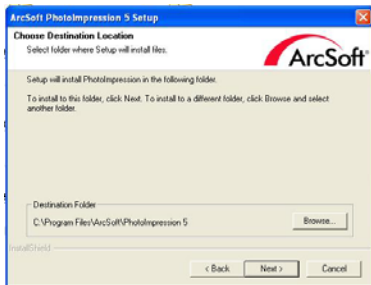 ArcSoft PhotoImpression 5 Setup
Choose Destination Location
Select folder where Setup will install files.
ArcSoft®
Setup will install PhotoImpression in the following folder.
To install to this folder, click Next. To install to a different folder, click Browse and select
another folder.
Destination Folder
C:\Program Files\ArcSoft\PhotoImpression 5
Browse...
InstallShield
< Back
Next >
Cancel